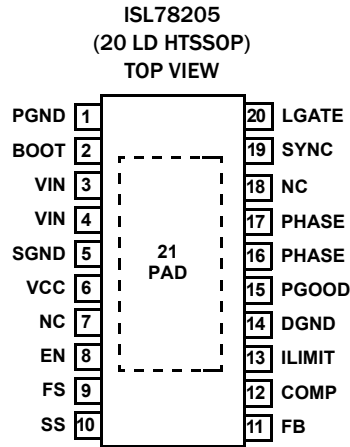 ISL78205
(20 LD HTSSOP)
TOP VIEW
PGND 1
BOOT 2
VIN 3
VIN 4
SGND 5
VCC 6
NC 7
EN 8
FS 9
SS 10
21
PAD
20 LGATE
19 SYNC
18 NC
17 PHASE
16 PHASE
15 PGOOD
14 DGND
13 ILIMIT
12 COMP
11 FB